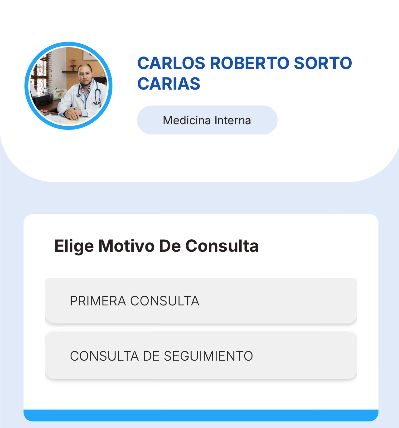 CARLOS ROBERTO SORTO
CARIAS
Medicina Interna
Elige Motivo De Consulta
PRIMERA CONSULTA
CONSULTA DE SEGUIMIENTO